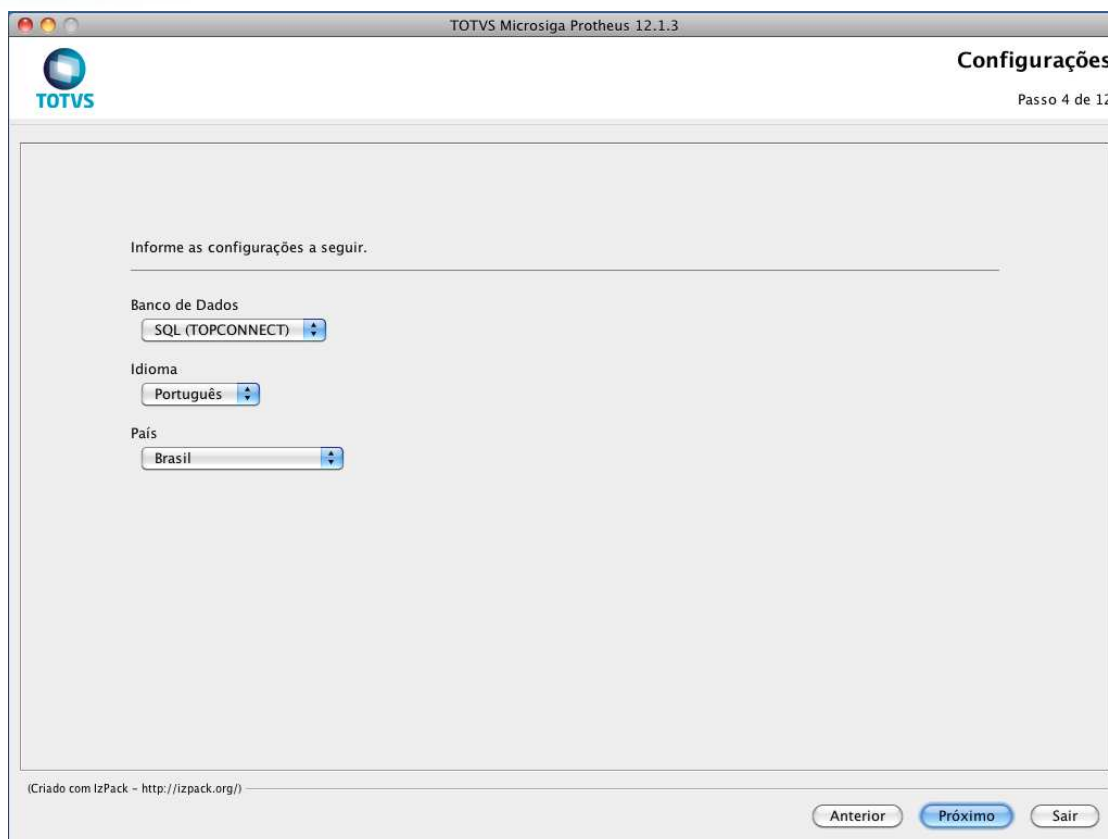 TOTVS Microsiga Protheus 12.1.3
TOTVS
Configurações
Passo 4 de 12
Informe as configurações a seguir.
Banco de Dados
SQL (TOPCONNECT)
Idioma
Português
País
Brasil
(Criado com IzPack - http://izpack.org/)
Anterior
Próximo
Sair